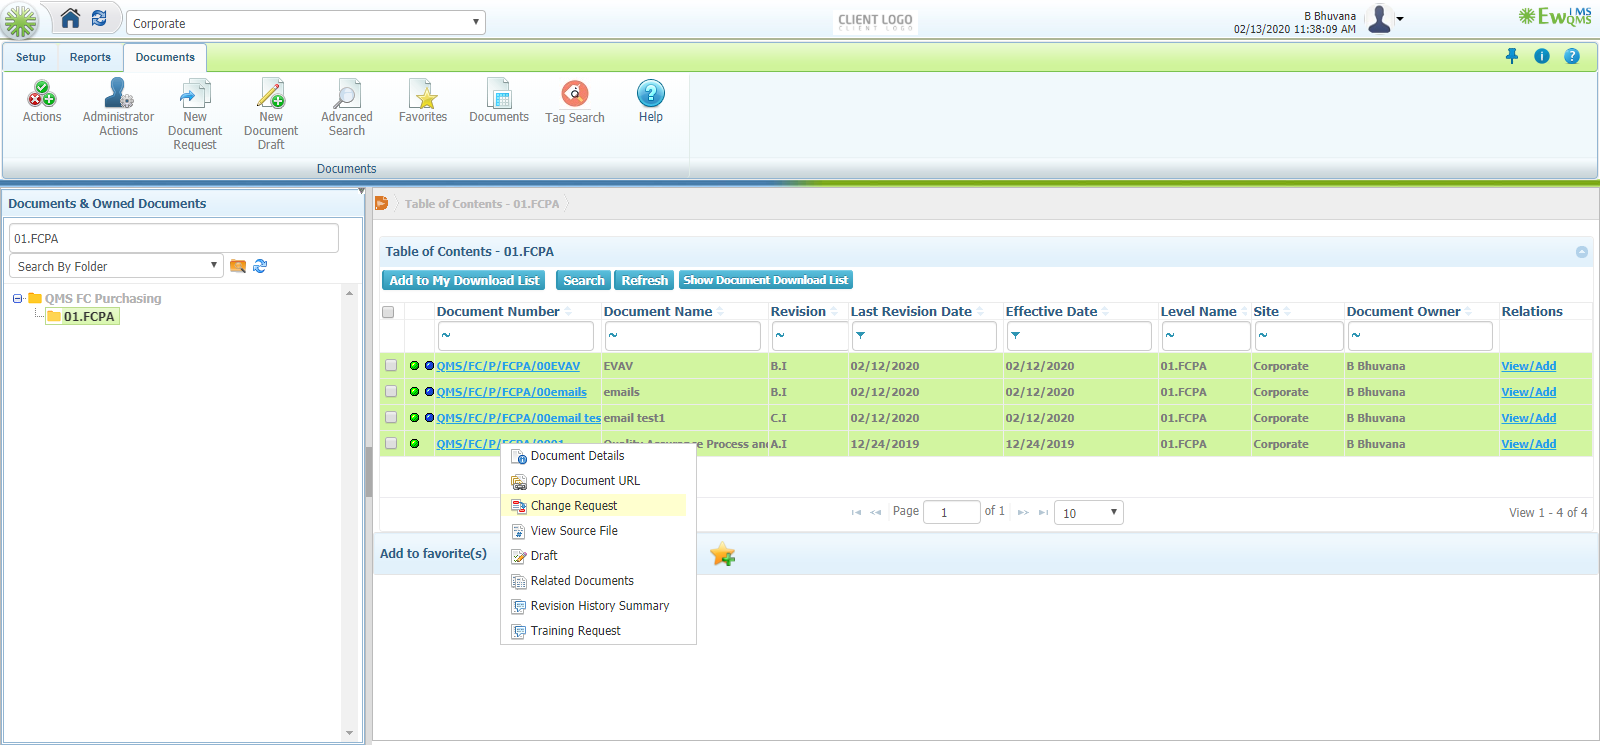 Corporate
CLIENT LOGO
CLIENT LOGO
B Bhuvana
02/13/2020 11:38:09 AM
EwIMS
QMS
Setup Reports Documents
Actions
Administrator Actions
New Document Request
New Document Draft
Advanced Search
Favorites
Documents
Tag Search
Help
Documents
Documents & Owned Documents
01.FCPA
Search By Folder
QMS FC Purchasing
01.FCPA
Table of Contents - 01.FCPA
Table of Contents - 01.FCPA
Add to My Download List Search Refresh Show Document Download List
Document Number Document Name Revision Last Revision Date Effective Date Level Name Site Document Owner Relations
~ ~ ~ ~ ~ ~
QMS/FC/P/FCPA/00EVAV EVAV B.I 02/12/2020 02/12/2020 01.FCPA Corporate B Bhuvana View/Add
QMS/FC/P/FCPA/00emails emails B.I 02/12/2020 02/12/2020 01.FCPA Corporate B Bhuvana View/Add
QMS/FC/P/FCPA/00email tes email test1 C.I 02/12/2020 02/12/2020 01.FCPA Corporate B Bhuvana View/Add
QMS/FC/P/FCPA/0001 Quality Assurance Process and A.I 12/24/2019 12/24/2019 01.FCPA Corporate B Bhuvana View/Add
Document Details
Copy Document URL
Change Request
View Source File
Draft
Related Documents
Revision History Summary
Training Request
Page 1 of 1 10 View 1 - 4 of 4
Add to favorite(s)